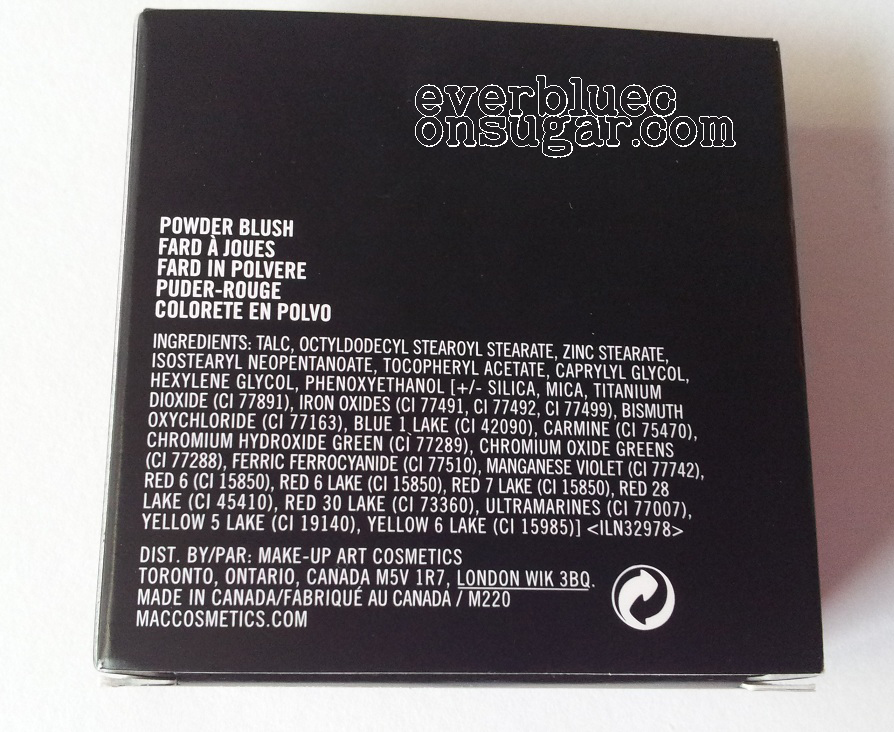 everbluec
onsugar.com
POWDER BLUSH
FARD À JOUES
FARD IN POLVERE
PUDER-ROUGE
COLORETE EN POLVO
INGREDIENTS: TALC, OCTYLDODECYL STEAROYL STEARATE, ZINC STEARATE,
ISOSTEARYL NEOPENTANOATE, TOCOPHERYL ACETATE, CAPRYLYL GLYCOL,
HEXYLENE GLYCOL, PHENOXYETHANOL [+/- SILICA, MICA, TITANIUM
DIOXIDE (CI 77891), IRON OXIDES (CI 77491, CI 77492, CI 77499), BISMUTH
OXYCHLORIDE (CI 77163), BLUE 1 LAKE (CI 42090), CARMINE (CI 75470),
CHROMIUM HYDROXIDE GREEN (CI 77289), CHROMIUM OXIDE GREENS
(CI 77288), FERRIC FERROCYANIDE (CI 77510), MANGANESE VIOLET (CI 77742),
RED 6 (CI 15850), RED 6 LAKE (CI 15850), RED 7 LAKE (CI 15850), RED 28
LAKE (CI 45410), RED 30 LAKE (CI 73360), ULTRAMARINES (CI 77007),
YELLOW 5 LAKE (CI 19140), YELLOW 6 LAKE (CI 15985)] <ILN32978>
DIST. BY/PAR: MAKE-UP ART COSMETICS
TORONTO, ONTARIO, CANADA M5V 1R7, LONDON WIK 3BQ.
MADE IN CANADA/FABRIQUÉ AU CANADA / M220
MACCOSMETICS.COM